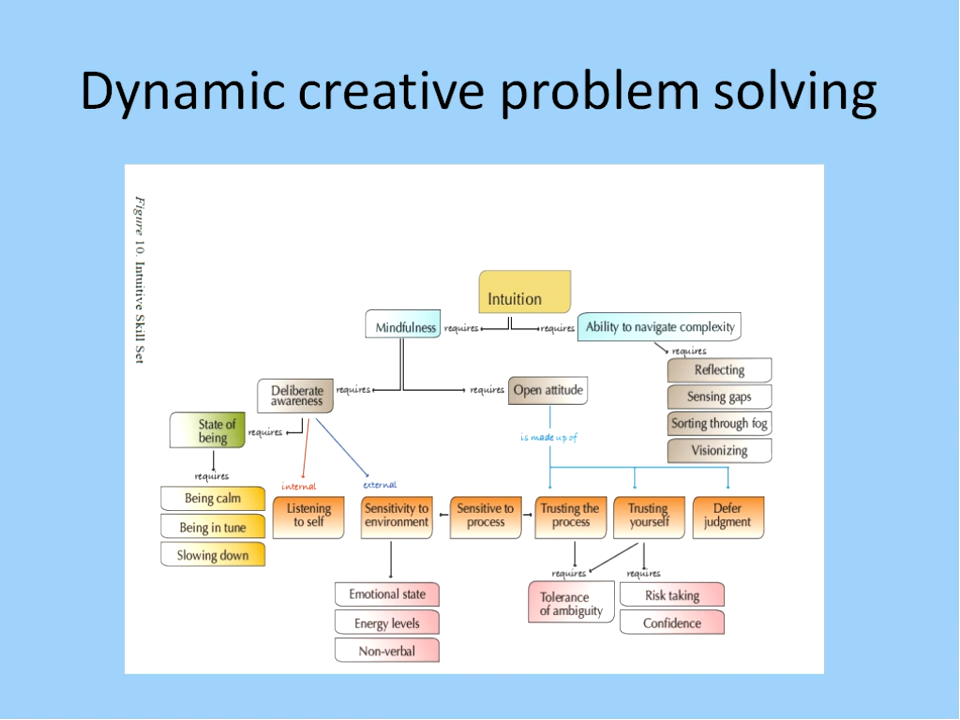 Dynamic creative problem solving
Figure 10. Intuitive Skill Set
Intuition
Mindfulness
requires
requires
Ability to navigate complexity
requires
Reflecting
Sensing gaps
Sorting through fog
Visionizing
Deliberate
awareness
requires
requires
Open attitude
State of
being
requires
is made up of
requires
Being calm
Being in tune
Slowing down
internal
external
Listening
to self
Sensitivity to
environment
Sensitive to
process
Trusting the
process
Trusting
yourself
Defer
judgment
requires
requires
Emotional state
Energy levels
Non-verbal
Tolerance
of ambiguity
Risk taking
Confidence